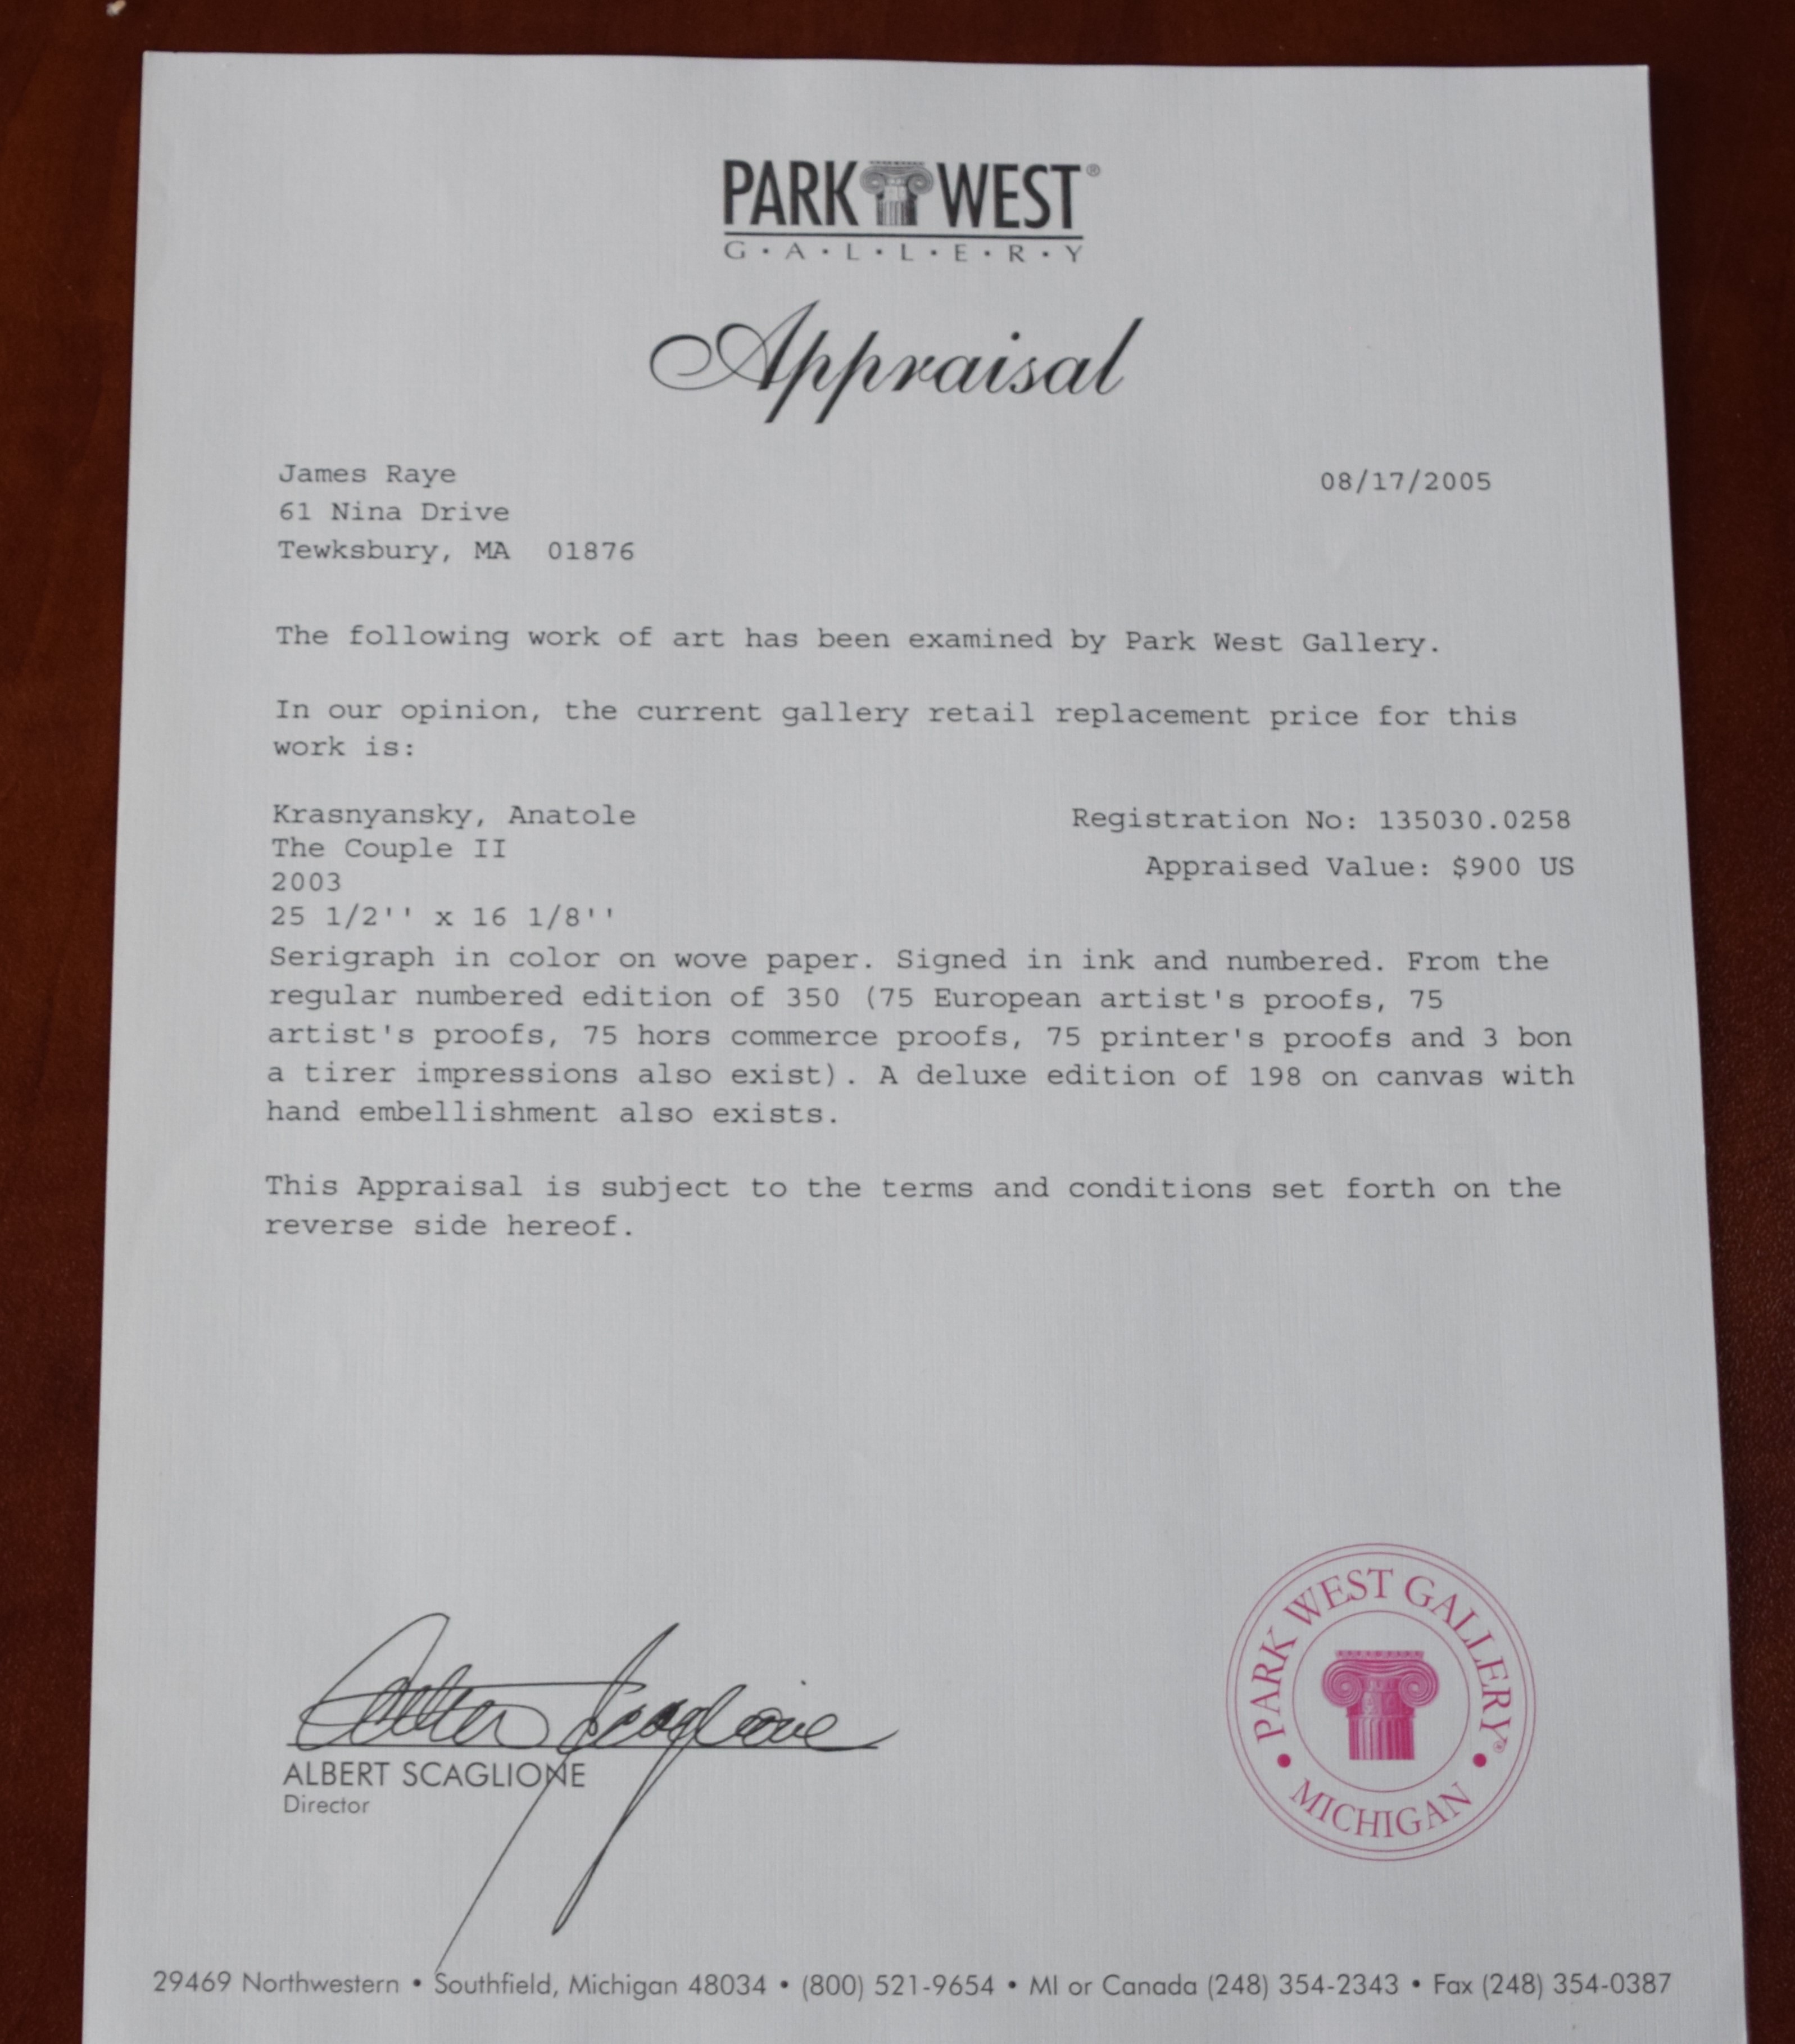 PARK WEST®
G·A·L·L·E·R·Y
Appraisal
James Raye
08/17/2005
61 Nina Drive
Tewksbury, MA 01876
The following work of art has been examined by Park West Gallery.
In our opinion, the current gallery retail replacement price for this
work is:
Krasnyansky, Anatole
Registration No: 135030.0258
The Couple II
Appraised Value: $900 US
2003
25 1/2'' x 16 1/8''
Serigraph in color on wove paper. Signed in ink and numbered. From the
regular numbered edition of 350 (75 European artist's proofs, 75
artist's proofs, 75 hors commerce proofs, 75 printer's proofs and 3 bon
a tirer impressions also exist). A deluxe edition of 198 on canvas with
hand embellishment also exists.
This Appraisal is subject to the terms and conditions set forth on the
reverse side hereof.
Albert Scaglione
ALBERT SCAGLIONE
Director
PARK WEST GALLERY®
• MICHIGAN •
29469 Northwestern • Southfield, Michigan 48034 • (800) 521-9654 • MI or Canada (248) 354-2343 • Fax (248) 354-0387